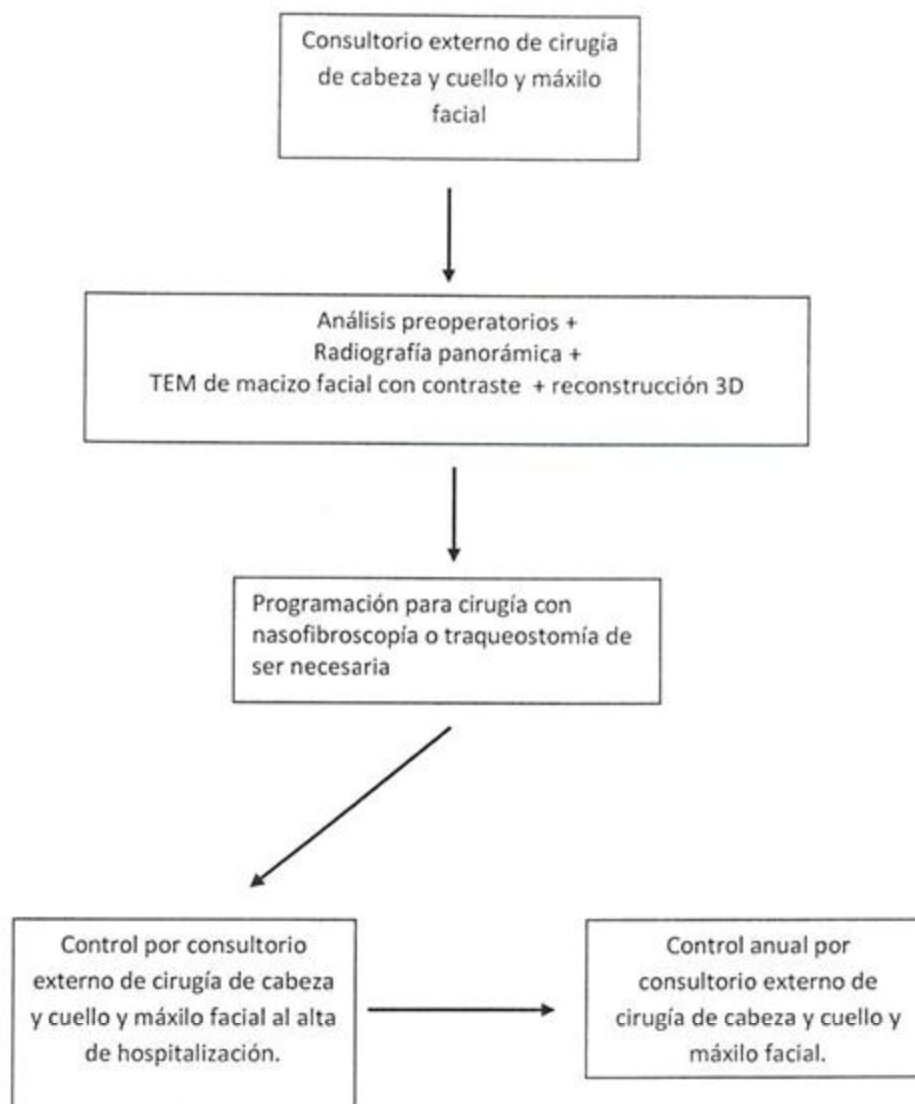 Consultorio externo de cirugía
de cabeza y cuello y máxilo
facial
Análisis preoperatorios +
Radiografía panorámica +
TEM de macizo facial con contraste + reconstrucción 3D
Programación para cirugía con
nasofibroscopía o traqueostomía de
ser necesaria
Control por consultorio
externo de cirugía de cabeza
y cuello y máxilo facial al alta
de hospitalización.
Control anual por
consultorio externo de
cirugía de cabeza y cuello y
máxilo facial.